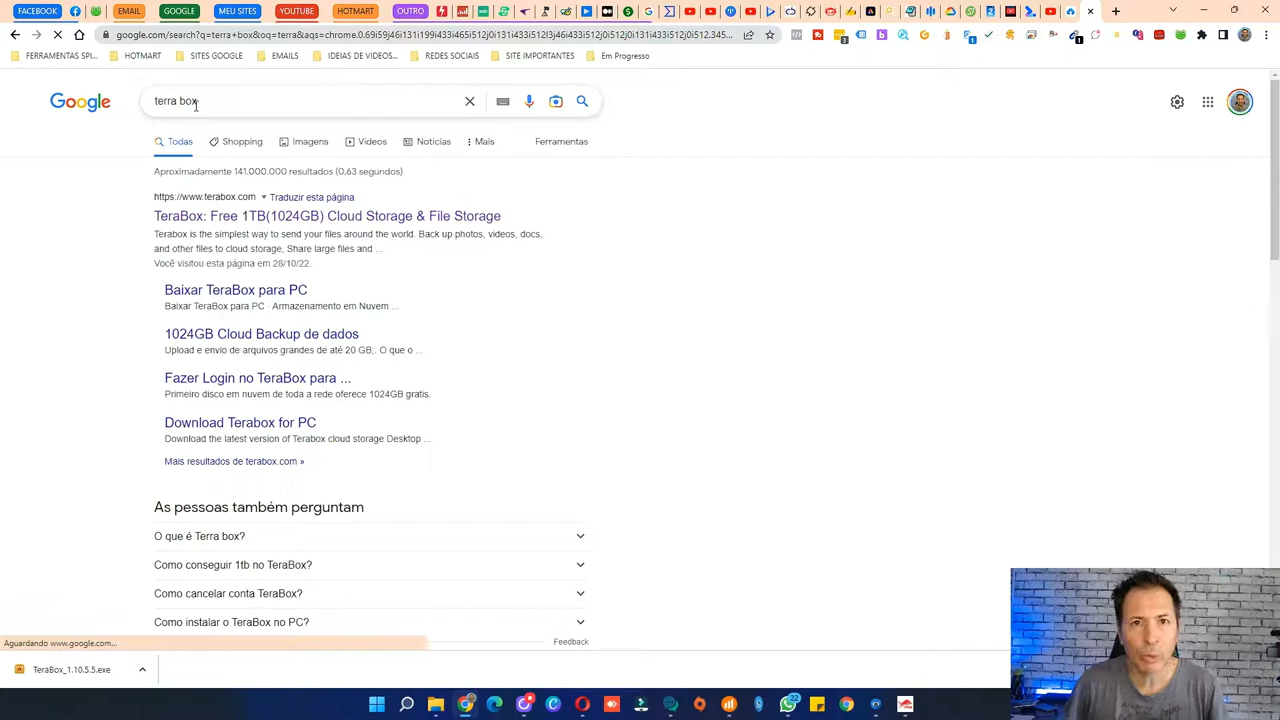 FACEBOOK
EMAIL
GOOGLE
MEU SITES
YOUTUBE
HOTMART
OUTRO
google.com/search?q=terra+box&oq=terra&aqs=chrome.0.69i59j46i131i199i433i465i512j0i131i433i512j3i46i433i512j0i512.345...
FERRAMENTAS SPI...
HOTMART
SITES GOOGLE
EMAILS
IDEIAS DE VIDEOS...
REDES SOCIAIS
SITE IMPORTANTES
Em Progresso
Google
terra box
Todas
Shopping
Imagens
Vídeos
Notícias
Mais
Ferramentas
Aproximadamente 141.000.000 resultados (0,63 segundos)
https://www.terabox.com Traduzir esta página
TeraBox: Free 1TB(1024GB) Cloud Storage & File Storage
Terabox is the simplest way to send your files around the world. Back up photos, videos, docs,
and other files to cloud storage, Share large files and ...
Você visitou esta página em 28/10/22.
Baixar TeraBox para PC
Baixar TeraBox para PC · Armazenamento em Nuvem ...
1024GB Cloud Backup de dados
Upload e envio de arquivos grandes de até 20 GB;. O que o ...
Fazer Login no TeraBox para ...
Primeiro disco em nuvem de toda a rede oferece 1024GB gratis.
Download Terabox for PC
Download the latest version of Terabox cloud storage Desktop ...
Mais resultados de terabox.com »
As pessoas também perguntam
O que é Terra box?
Como conseguir 1tb no TeraBox?
Como cancelar conta TeraBox?
Como instalar o TeraBox no PC?
Feedback
Aguardando www.google.com...
TeraBox_1.10.5.5.exe